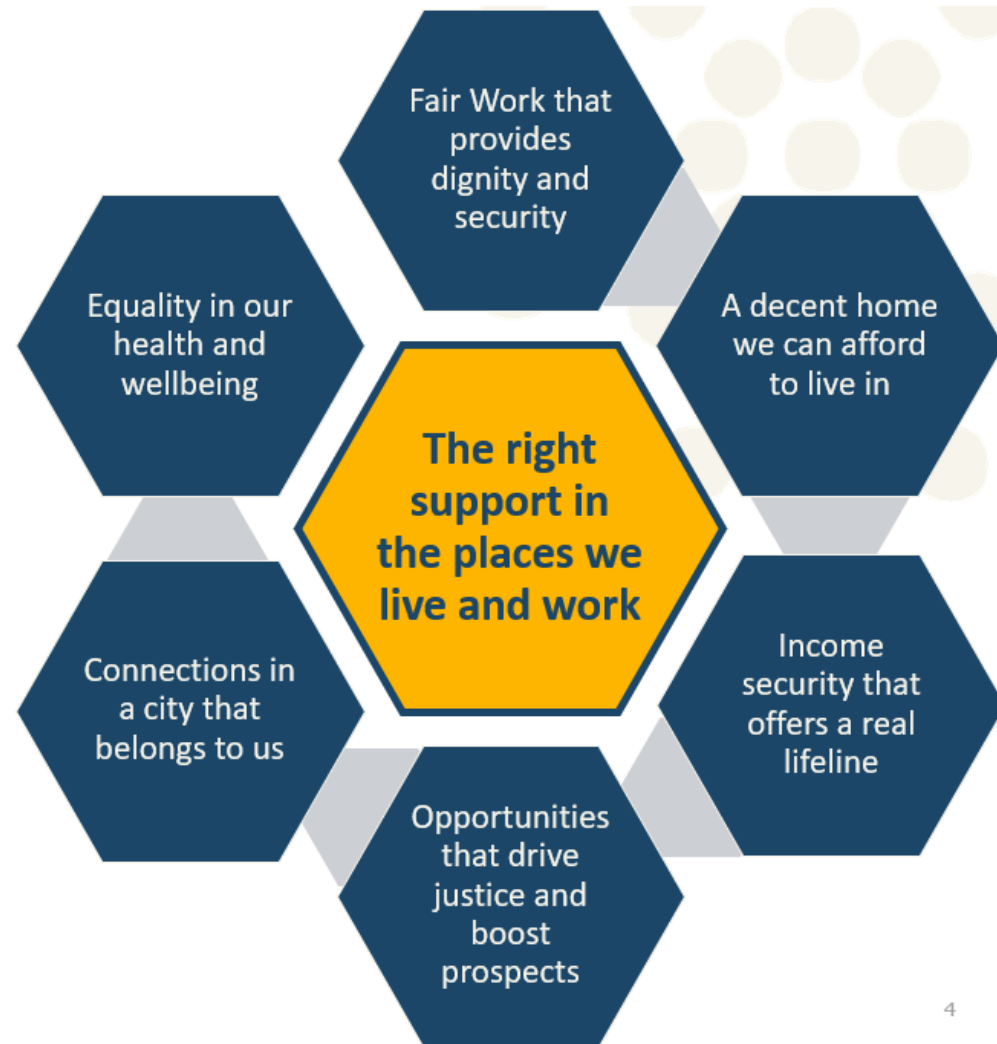 Fair Work that
provides
dignity and
security
Equality in our
health and
wellbeing
A decent home
we can afford
to live in
The right
support in
the places we
live and work
Connections in
a city that
belongs to us
Income
security that
offers a real
lifeline
Opportunities
that drive
justice and
boost
prospects
4